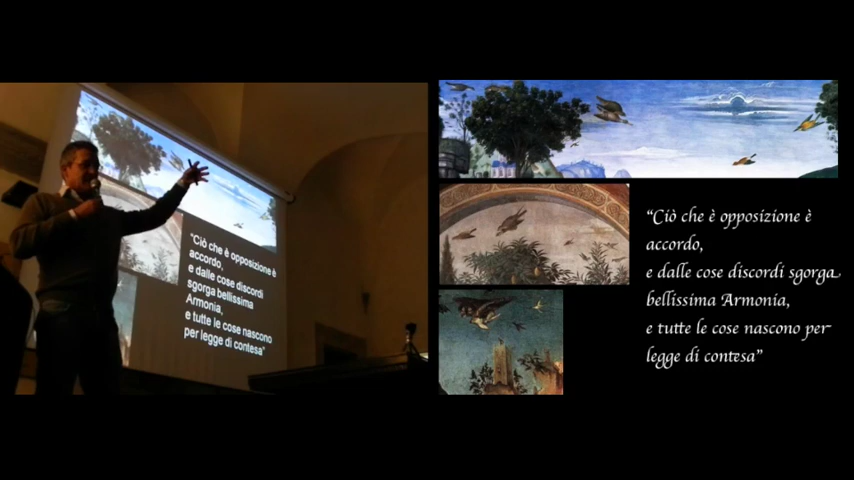 "Ciò che è opposizione è
accordo,
e dalle cose discordi
sgorga bellissima
Armonia,
e tutte le cose nascono
per legge di contesa"
"Ciò che è opposizione è
accordo,
e dalle cose discordi sgorga
bellissima Armonia,
e tutte le cose nascono per
legge di contesa"